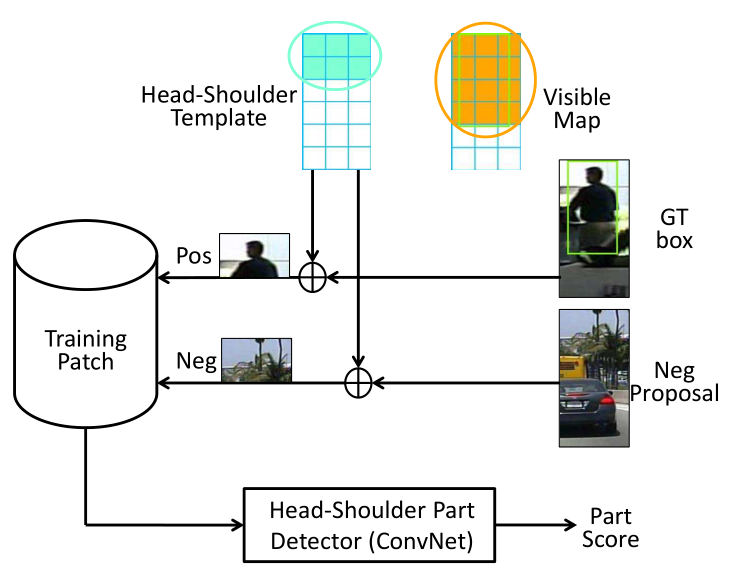 Head-Shoulder
Template
Visible
Map
GT
box
Pos
Training
Patch
Neg
Neg
Proposal
Head-Shoulder Part
Detector (ConvNet)
Part
Score